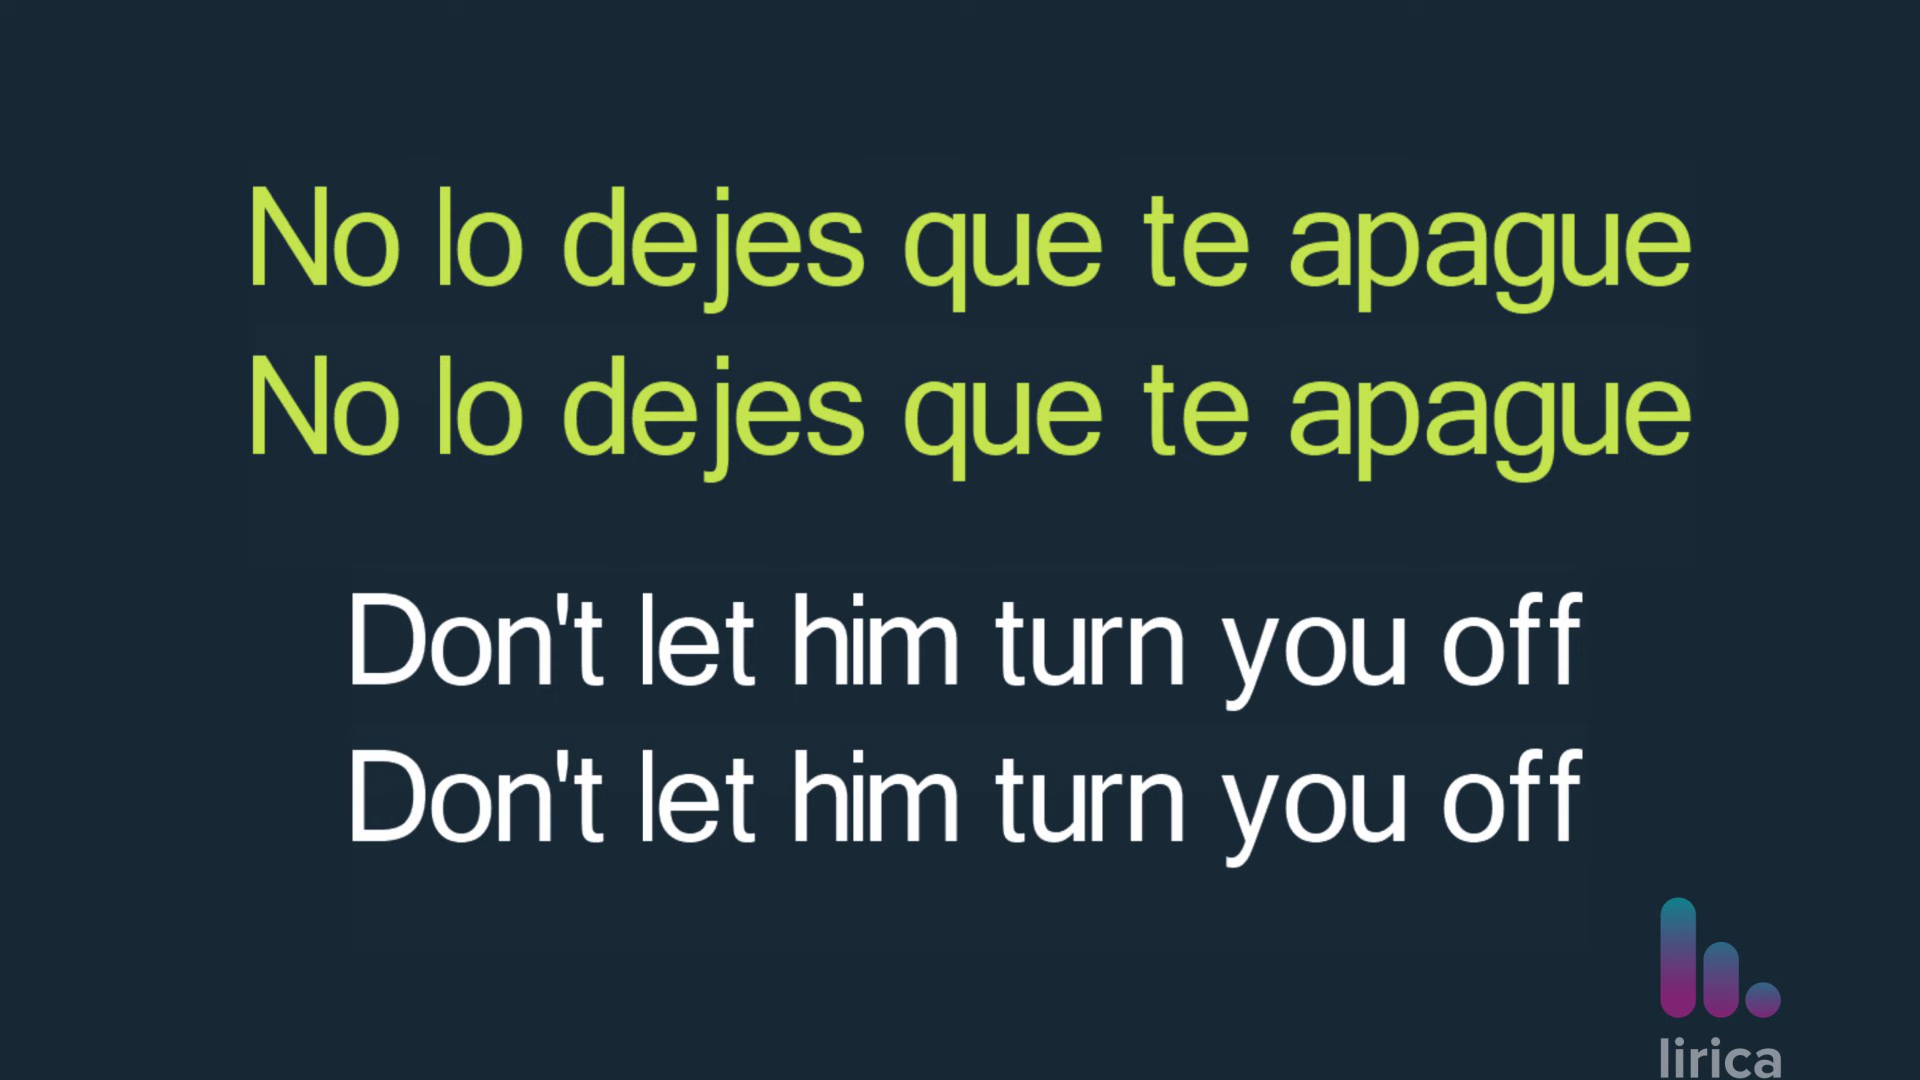 No lo dejes que te apague
No lo dejes que te apague
Don't let him turn you off
Don't let him turn you off
lirica